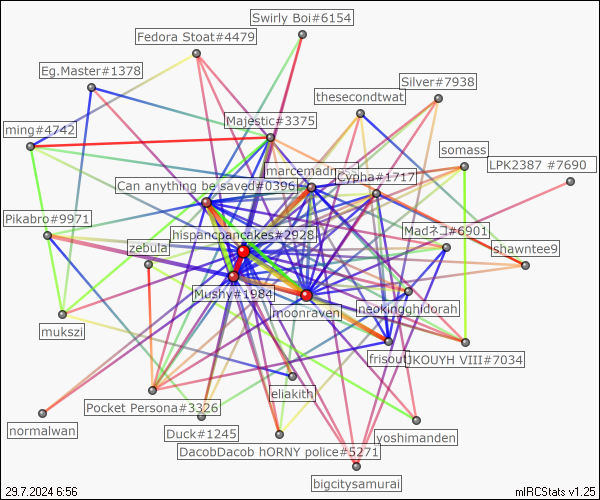 Swirly Boi#6154
Fedora Stoat#4479
Eg.Master#1378
Silver#7938
thesecondtwat
Majestic#3375
ming#4742
somass
LPK2387 #7690
marcemadn
Cypha#1717
Can anything be saved#0396
Pikabro#9971
Madネコ#6901
hispancpancakes#2928
zebula
shawntee9
Mushy#1984
neokingghidorah
moonraven
mukszi
frisout
JKOUYH VIII#7034
eliakith
Pocket Persona#3326
normalwan
Duck#1245
yoshimanden
DacobDacob hORNY police#5271
bigcitysamurai
29.7.2024 6:56
mIRCStats v1.25